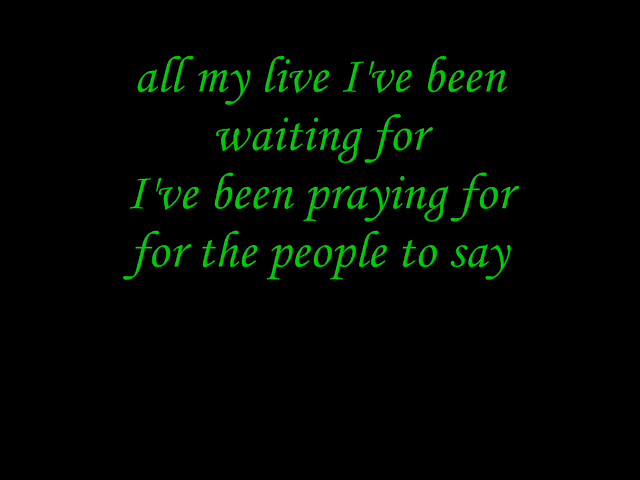 all my live I've been
waiting for
I've been praying for
for the people to say